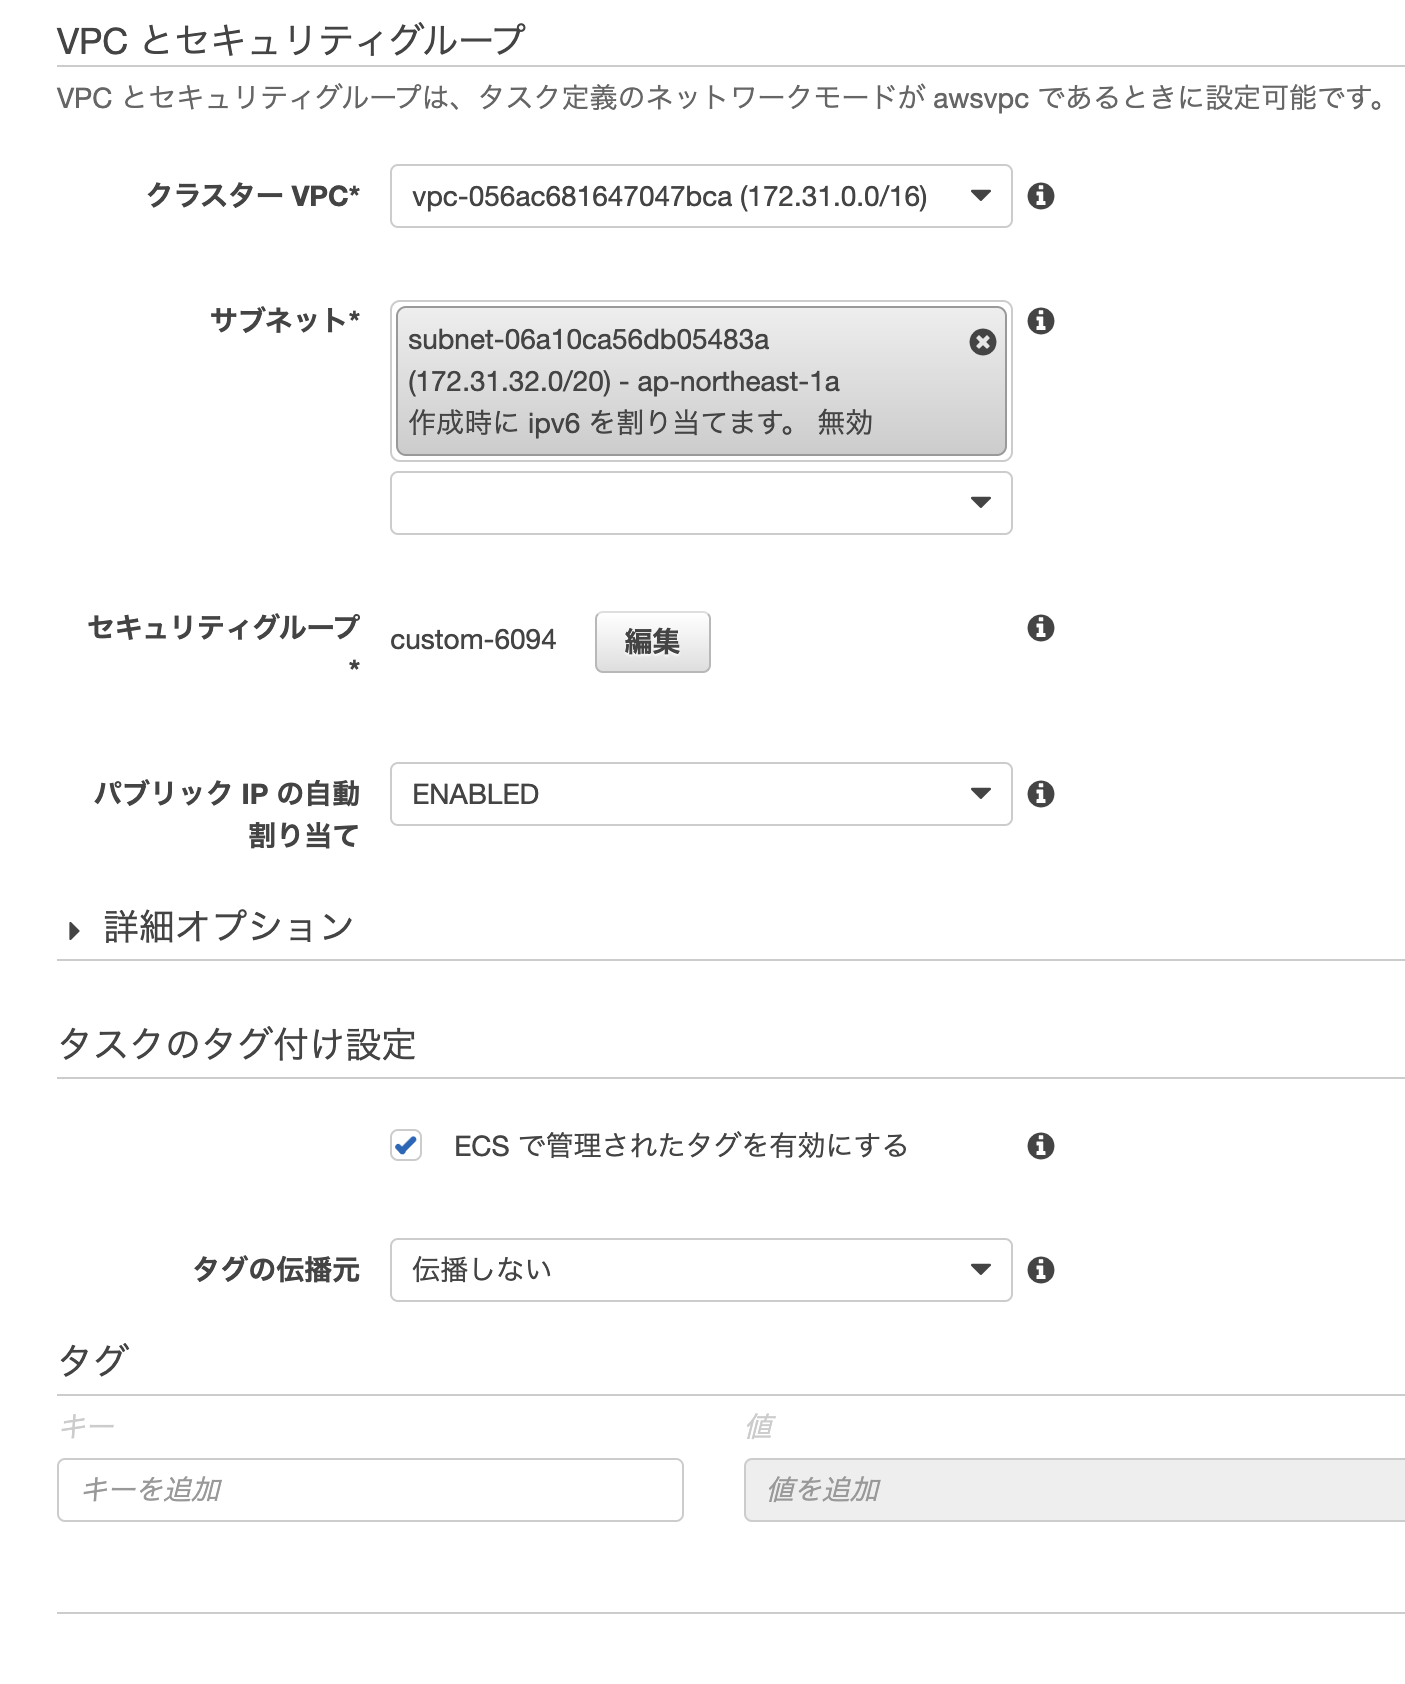 VPC とセキュリティグループ
VPC とセキュリティグループは、タスク定義のネットワークモードが awsvpc であるときに設定可能です。
クラスター VPC*
vpc-056ac681647047bca (172.31.0.0/16)
サブネット*
subnet-06a10ca56db05483a
(172.31.32.0/20) - ap-northeast-1a
作成時に ipv6 を割り当てます。 無効
セキュリティグループ
*
custom-6094
編集
パブリック IP の自動
割り当て
ENABLED
詳細オプション
タスクのタグ付け設定
ECS で管理されたタグを有効にする
タグの伝播元
伝播しない
タグ
キー
値
キーを追加
値を追加